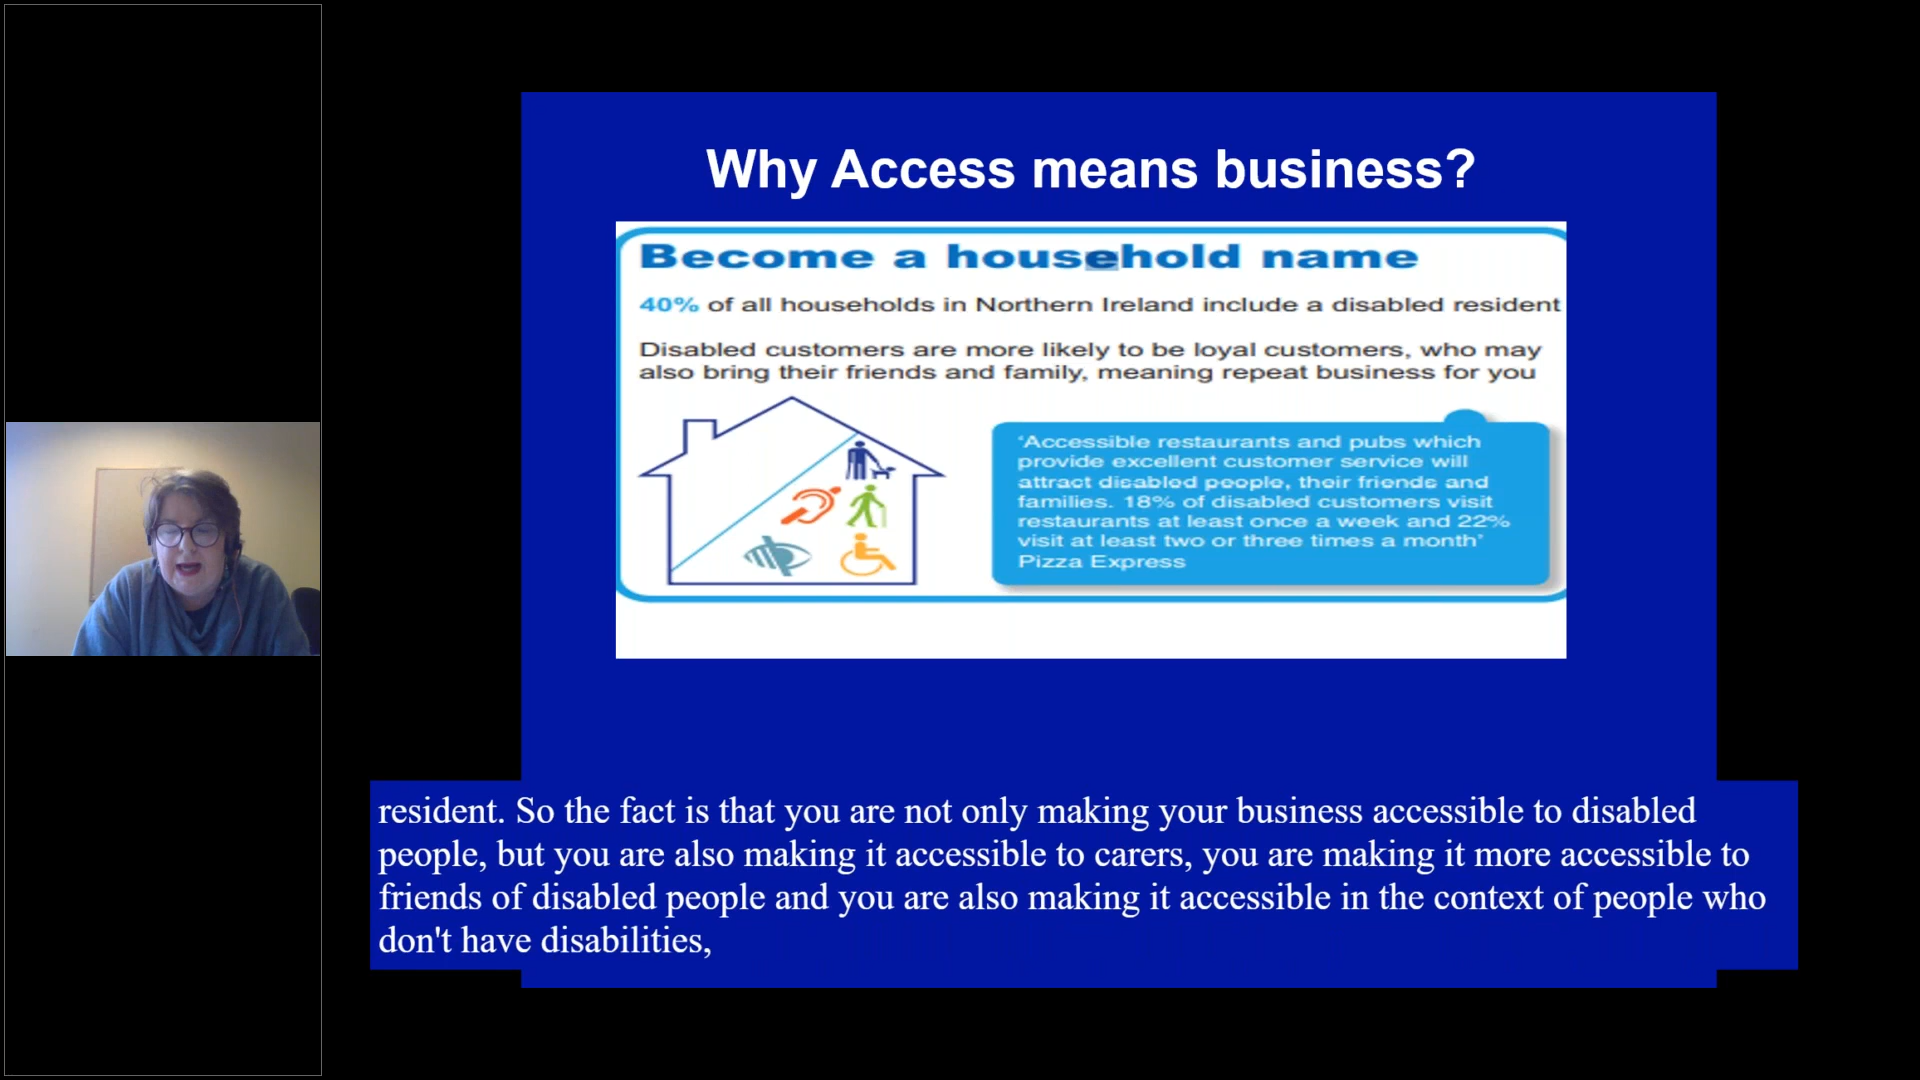 Why Access means business?
Become a household name
40% of all households in Northern Ireland include a disabled resident
Disabled customers are more likely to be loyal customers, who may
also bring their friends and family, meaning repeat business for you
‘Accessible restaurants and pubs which
provide excellent customer service will
attract disabled people, their friends and
families. 18% of disabled customers visit
restaurants at least once a week and 22%
visit at least two or three times a month’
Pizza Express
resident. So the fact is that you are not only making your business accessible to disabled
people, but you are also making it accessible to carers, you are making it more accessible to
friends of disabled people and you are also making it accessible in the context of people who
don't have disabilities,